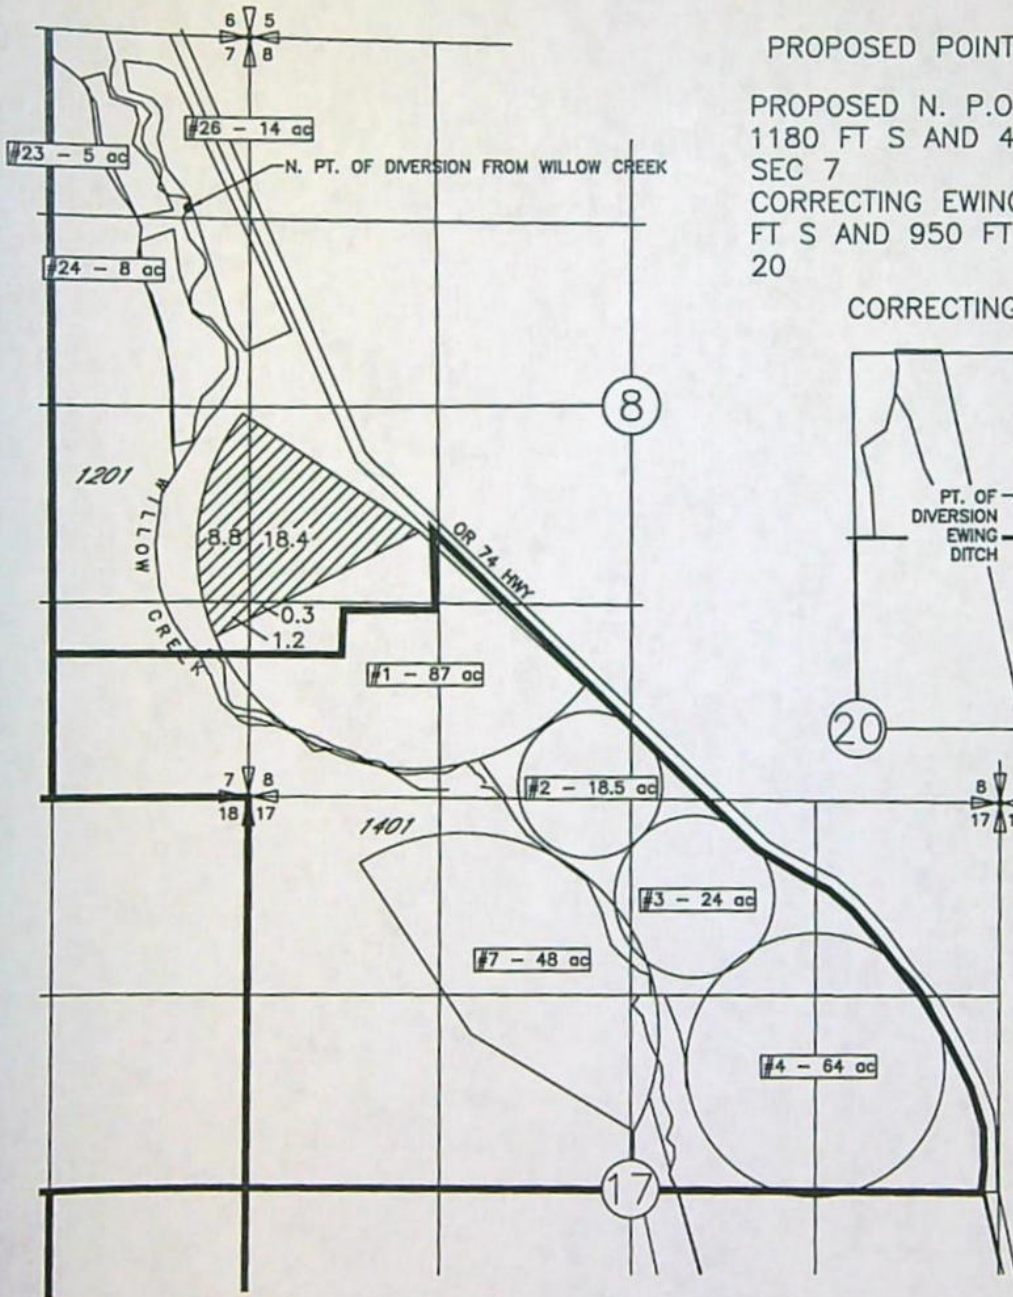 6 5
7 8
#26 - 14 ac
#23 - 5 ac
N. PT. OF DIVERSION FROM WILLOW CREEK
#24 - 8 ac
PROPOSED POINT
PROPOSED N. P.O
1180 FT S AND 4
SEC 7
CORRECTING EWING
FT S AND 950 FT
20
CORRECTING
8
1201
WILLOW CREEK
8.8 18.4
OR 74 HWY
0.3
1.2
#1 - 87 ac
PT. OF
DIVERSION
EWING
DITCH
20
7 8
18 17
#2 - 18.5 ac
8
17 1
1401
#3 - 24 ac
#7 - 48 ac
#4 - 64 ac
17